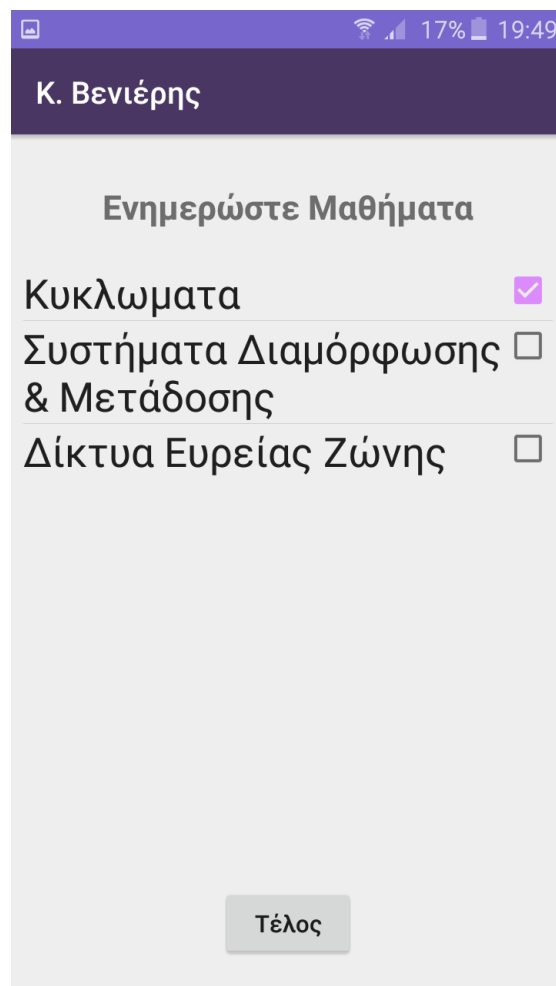 17% 19:49
Κ. Βενιέρης
Ενημερώστε Μαθήματα
Κυκλωματα
Συστήματα Διαμόρφωσης
& Μετάδοσης
Δίκτυα Ευρείας Ζώνης
Τέλος